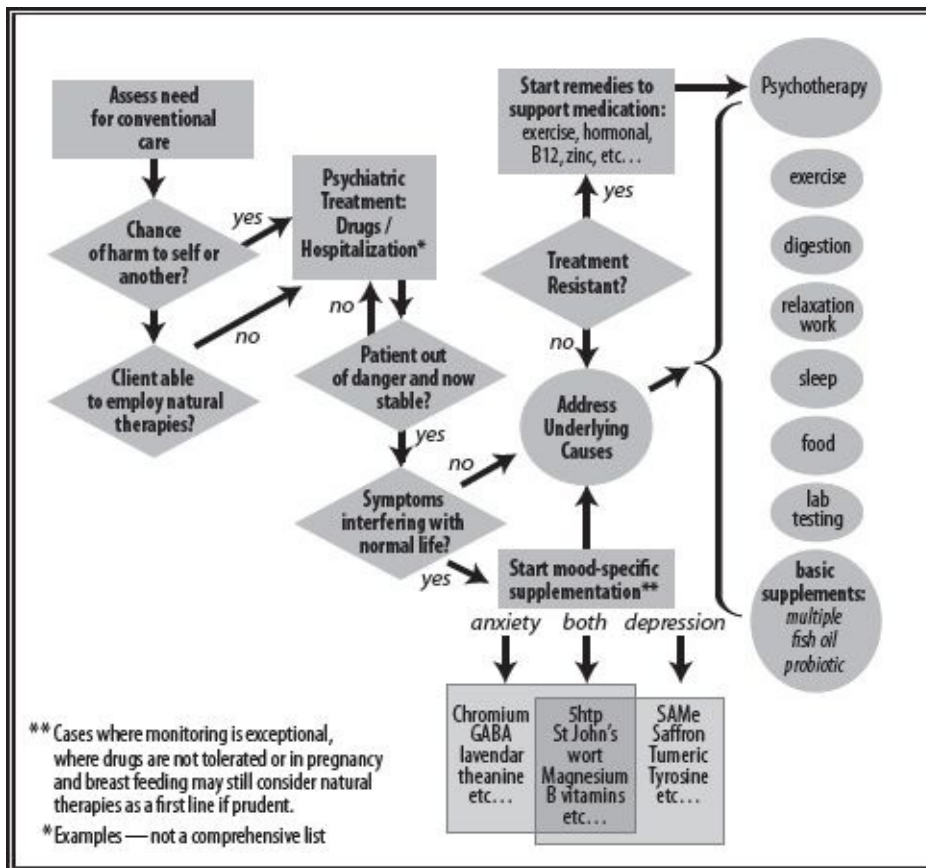 Assess need
for conventional
care
Chance
of harm to self or
another?
yes
no
Client able
to employ natural
therapies?
Psychiatric
Treatment:
Drugs /
Hospitalization*
no
Patient out
of danger and now
stable?
yes
Symptoms
interfering with
normal life?
no
yes
Start remedies to
support medication:
exercise, hormonal,
B12, zinc, etc…
yes
Treatment
Resistant?
no
Address
Underlying
Causes
Start mood-specific
supplementation**
anxiety both depression
Chromium
GABA
lavendar
theanine
etc…
5htp
St John's
wort
Magnesium
B vitamins
etc…
SAMe
Saffron
Tumeric
Tyrosine
etc…
Psychotherapy
exercise
digestion
relaxation
work
sleep
food
lab
testing
basic
supplements:
multiple
fish oil
probiotic
** Cases where monitoring is exceptional,
where drugs are not tolerated or in pregnancy
and breast feeding may still consider natural
therapies as a first line if prudent.
* Examples — not a comprehensive list